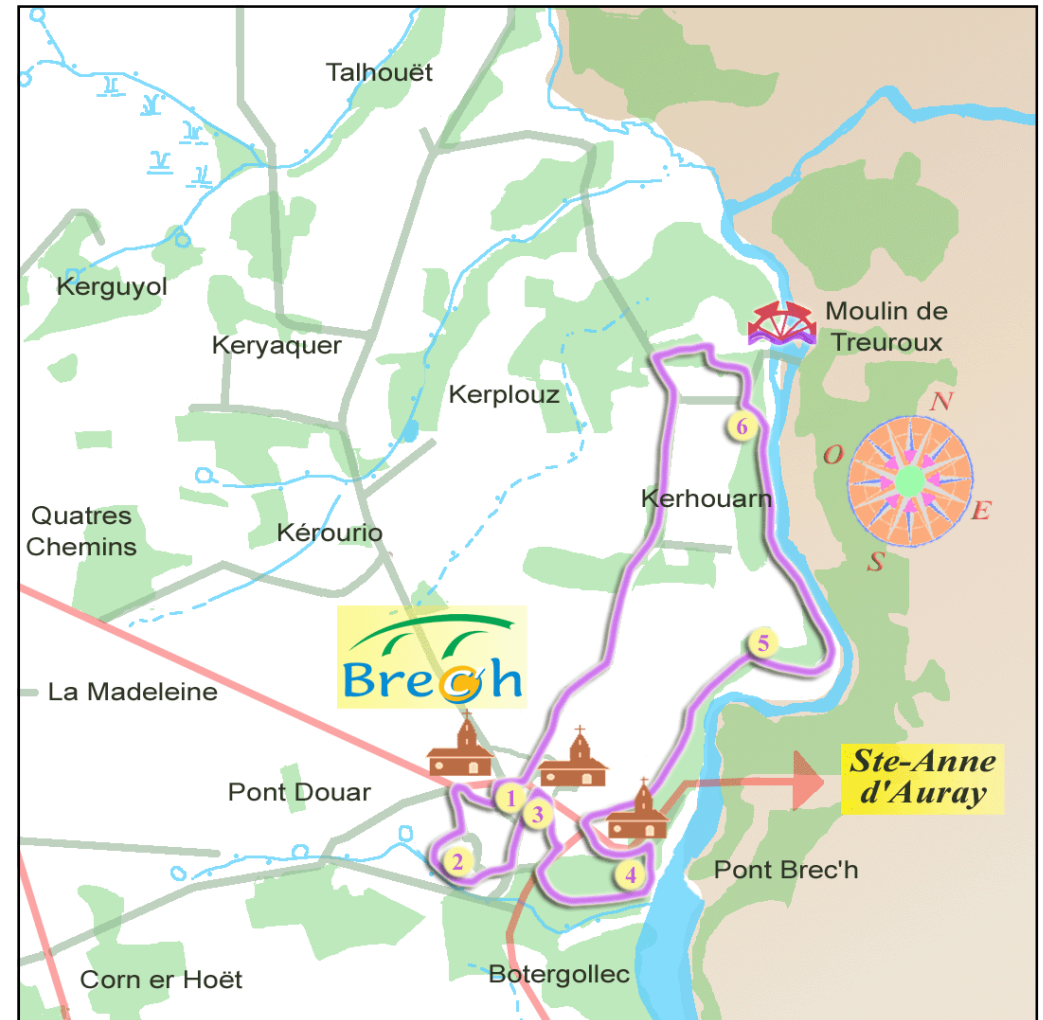 Talhouët
Kerguyol
Moulin de
Treuroux
Keryaquer
Kerplouz
N
O
E
S
6
Kerhouarn
Quatres
Chemins
Kérourio
5
Brec'h
La Madeleine
Ste-Anne
d'Auray
Pont Douar
1
3
2
4
Pont Brec'h
Corn er Hoët
Botergollec